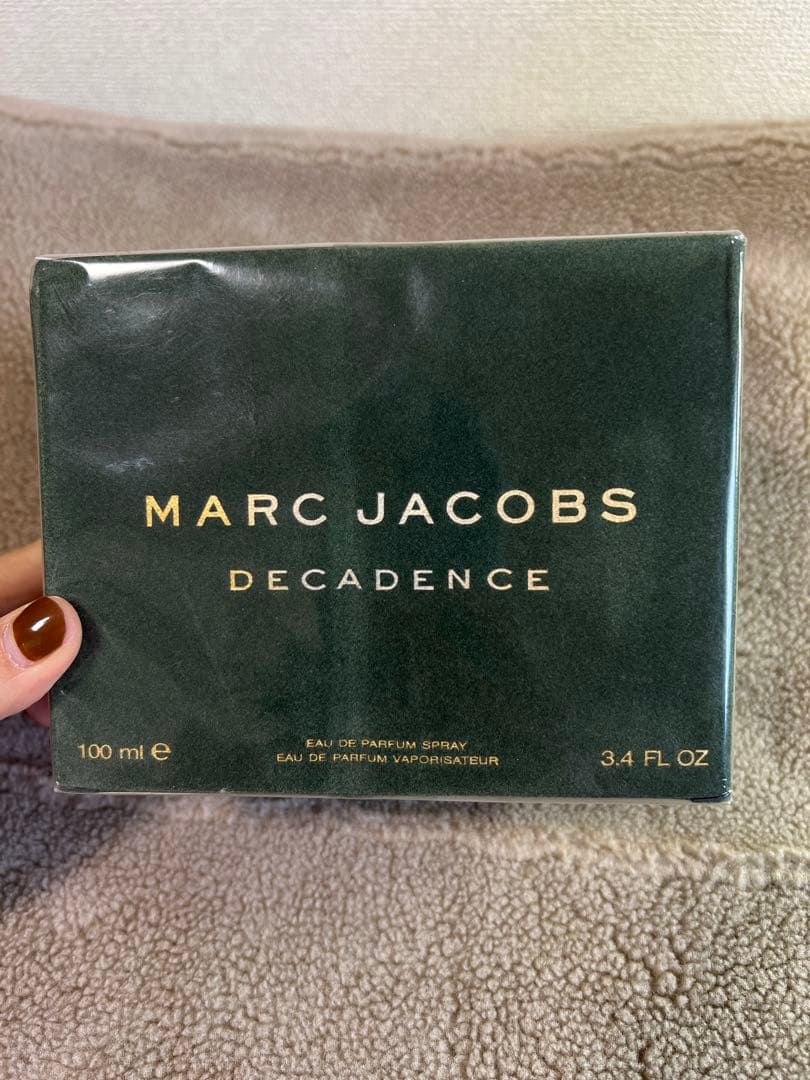 MARC JACOBS
DECADENCE
EAU DE PARFUM SPRAY
EAU DE PARFUM VAPORISATEUR
100 ml ℮
3.4 FL OZ